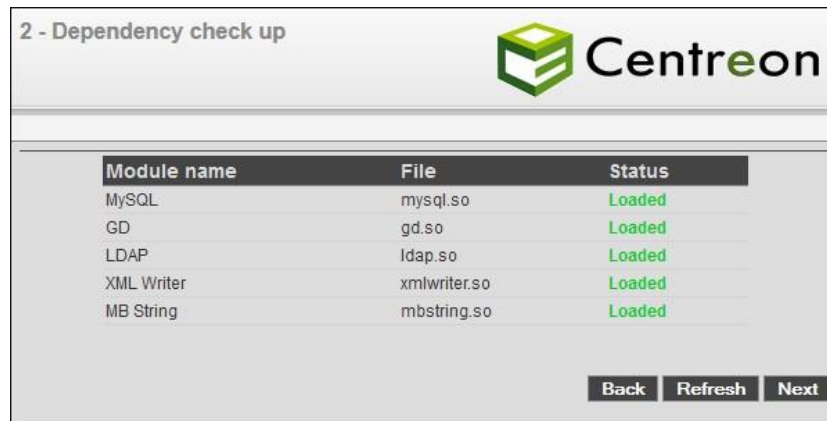 2 - Dependency check up
Centreon
Module name File Status
MySQL mysql.so Loaded
GD gd.so Loaded
LDAP ldap.so Loaded
XML Writer xmlwriter.so Loaded
MB String mbstring.so Loaded
Back Refresh Next